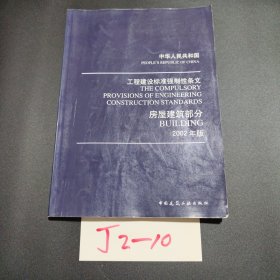 中华人民共和国
PEOPLE'S REPUBLIC OF CHINA
工程建设标准强制性条文
THE COMPULSORY
PROVISIONS OF ENGINEERING
CONSTRUCTION STANDARDS
房屋建筑部分
BUILDING
2002年版
中国建筑工业出版社
J2-10